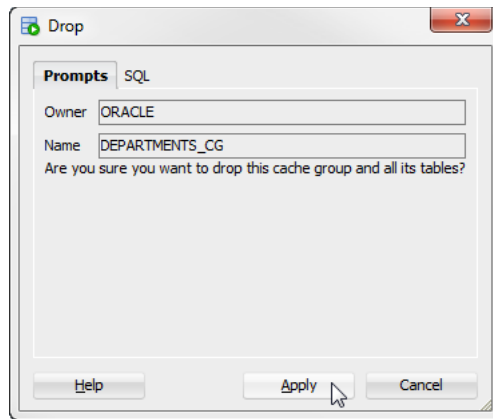 Drop
Prompts SQL
Owner ORACLE
Name DEPARTMENTS_CG
Are you sure you want to drop this cache group and all its tables?
Help Apply Cancel